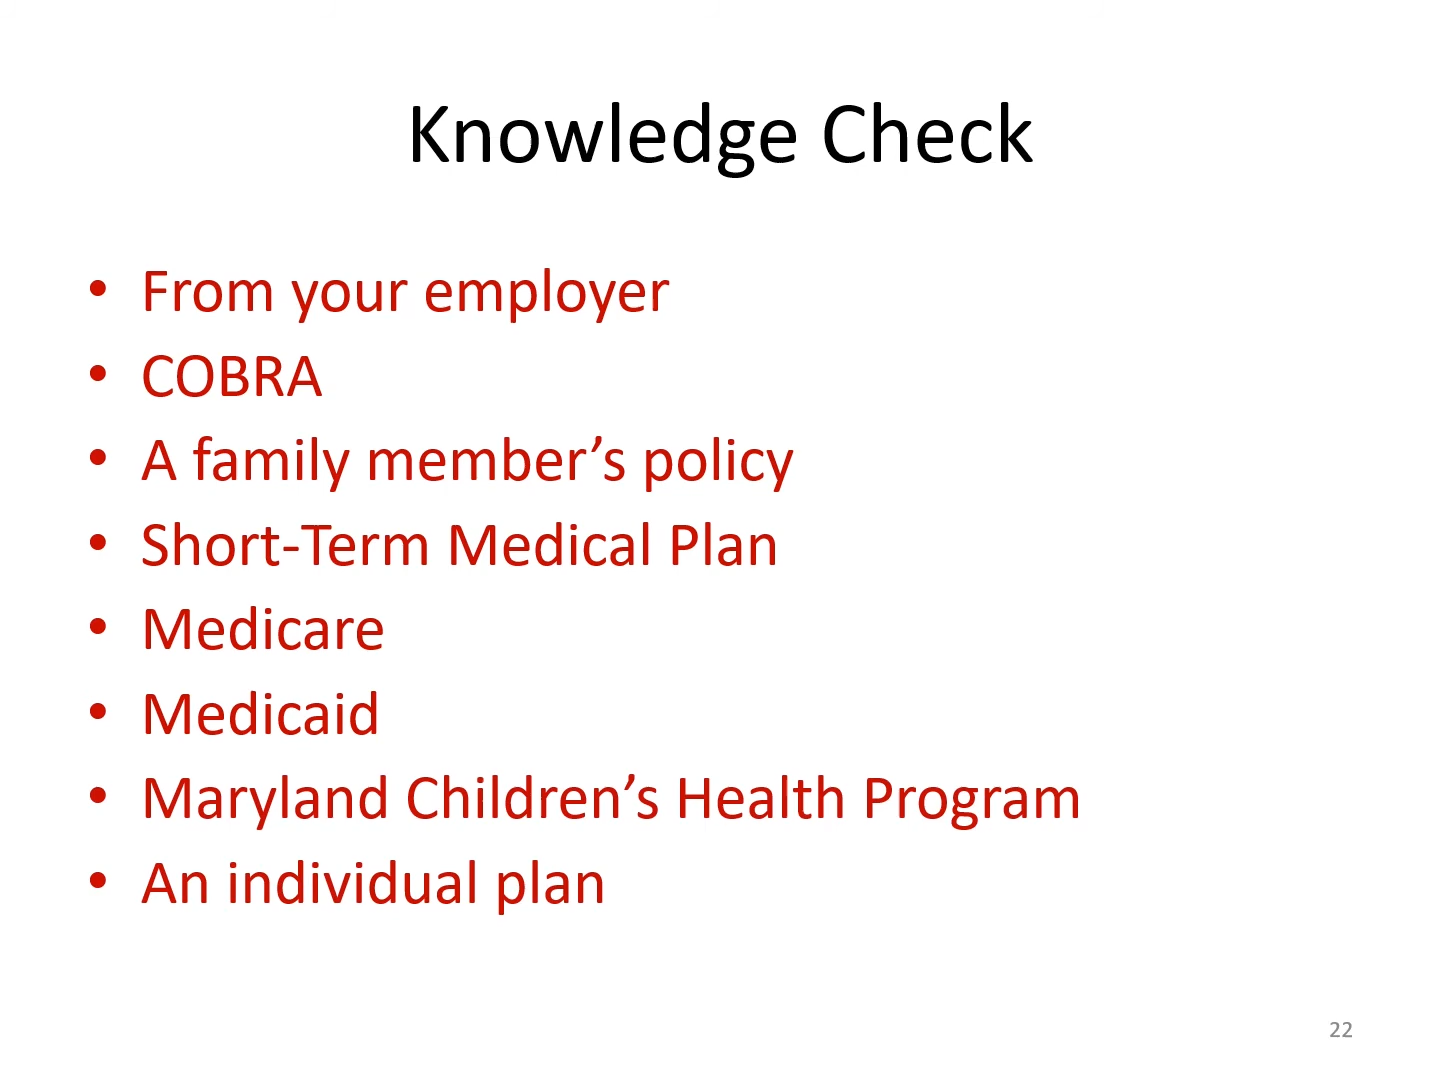 Knowledge Check
• From your employer
• COBRA
• A family member’s policy
• Short-Term Medical Plan
• Medicare
• Medicaid
• Maryland Children’s Health Program
• An individual plan
22